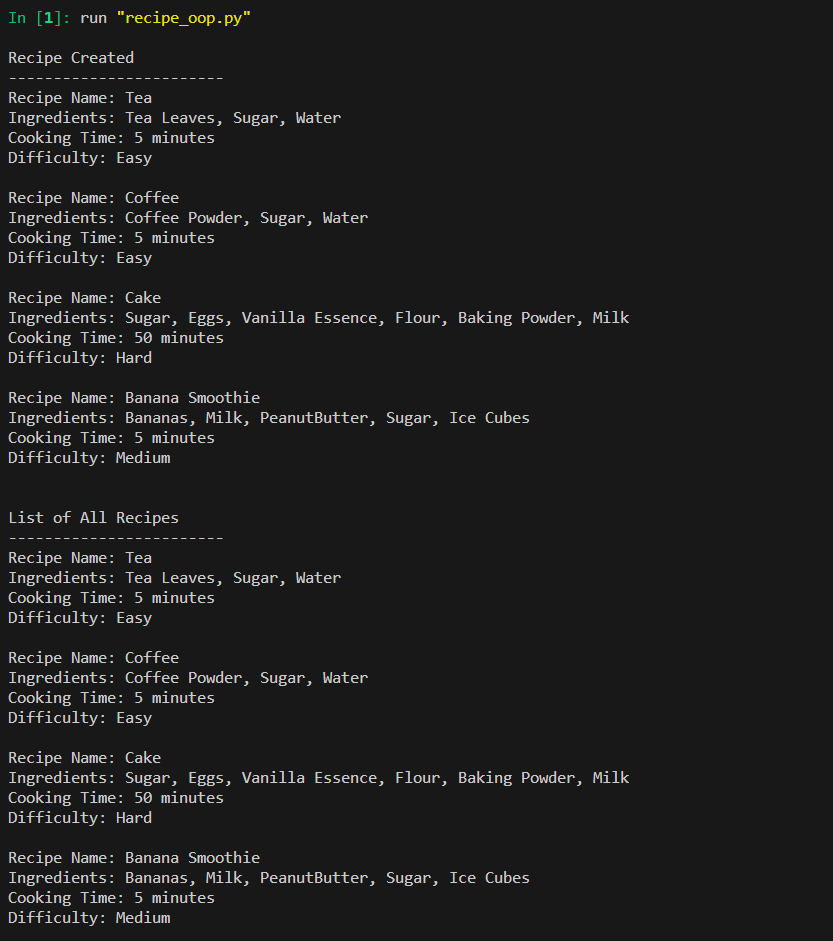 In [1]: run "recipe_oop.py"
Recipe Created
------------------------
Recipe Name: Tea
Ingredients: Tea Leaves, Sugar, Water
Cooking Time: 5 minutes
Difficulty: Easy
Recipe Name: Coffee
Ingredients: Coffee Powder, Sugar, Water
Cooking Time: 5 minutes
Difficulty: Easy
Recipe Name: Cake
Ingredients: Sugar, Eggs, Vanilla Essence, Flour, Baking Powder, Milk
Cooking Time: 50 minutes
Difficulty: Hard
Recipe Name: Banana Smoothie
Ingredients: Bananas, Milk, PeanutButter, Sugar, Ice Cubes
Cooking Time: 5 minutes
Difficulty: Medium
List of All Recipes
------------------------
Recipe Name: Tea
Ingredients: Tea Leaves, Sugar, Water
Cooking Time: 5 minutes
Difficulty: Easy
Recipe Name: Coffee
Ingredients: Coffee Powder, Sugar, Water
Cooking Time: 5 minutes
Difficulty: Easy
Recipe Name: Cake
Ingredients: Sugar, Eggs, Vanilla Essence, Flour, Baking Powder, Milk
Cooking Time: 50 minutes
Difficulty: Hard
Recipe Name: Banana Smoothie
Ingredients: Bananas, Milk, PeanutButter, Sugar, Ice Cubes
Cooking Time: 5 minutes
Difficulty: Medium